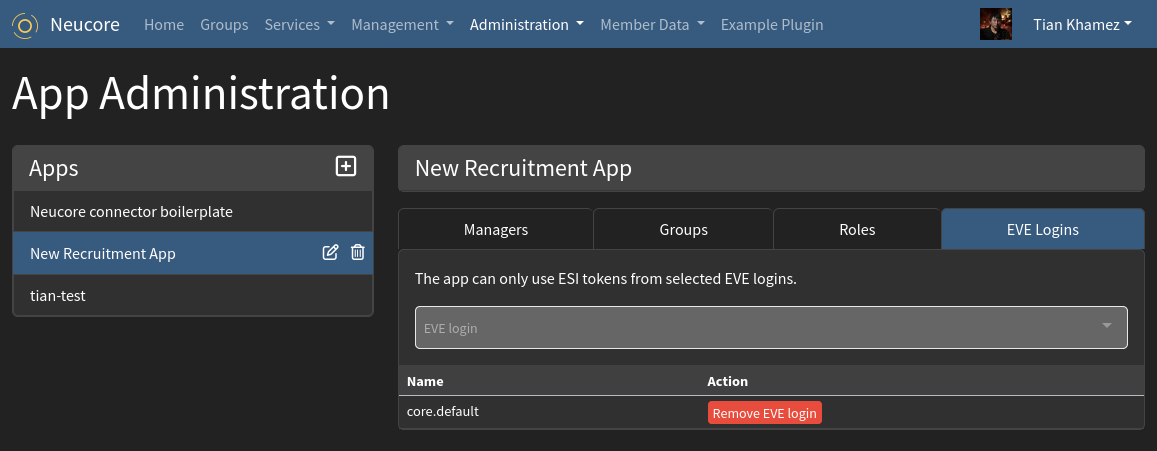 Neucore Home Groups Services Management Administration Member Data Example Plugin Tian Khamez
App Administration
Apps
Neucore connector boilerplate
New Recruitment App
tian-test
New Recruitment App
Managers Groups Roles EVE Logins
The app can only use ESI tokens from selected EVE logins.
EVE login
Name Action
core.default Remove EVE login